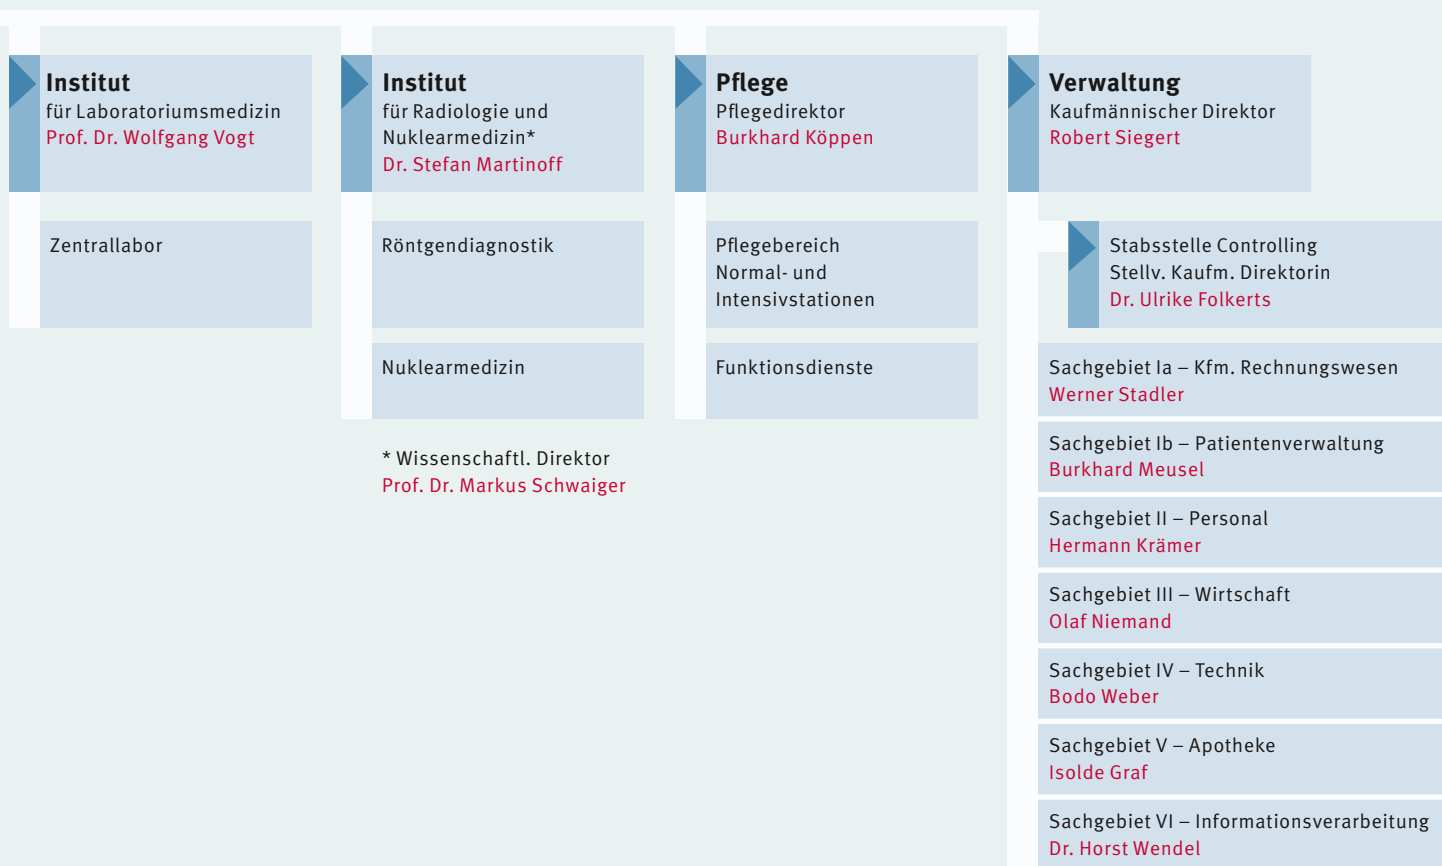 Institut
für Laboratoriumsmedizin
Prof. Dr. Wolfgang Vogt
Zentrallabor
Institut
für Radiologie und
Nuklearmedizin*
Dr. Stefan Martinoff
Röntgendiagnostik
Nuklearmedizin
* Wissenschaftl. Direktor
Prof. Dr. Markus Schwaiger
Pflege
Pflegedirektor
Burkhard Köppen
Pflegebereich
Normal- und
Intensivstationen
Funktionsdienste
Verwaltung
Kaufmännischer Direktor
Robert Siegert
Stabsstelle Controlling
Stellv. Kaufm. Direktorin
Dr. Ulrike Folkerts
Sachgebiet Ia – Kfm. Rechnungswesen
Werner Stadler
Sachgebiet Ib – Patientenverwaltung
Burkhard Meusel
Sachgebiet II – Personal
Hermann Krämer
Sachgebiet III – Wirtschaft
Olaf Niemand
Sachgebiet IV – Technik
Bodo Weber
Sachgebiet V – Apotheke
Isolde Graf
Sachgebiet VI – Informationsverarbeitung
Dr. Horst Wendel